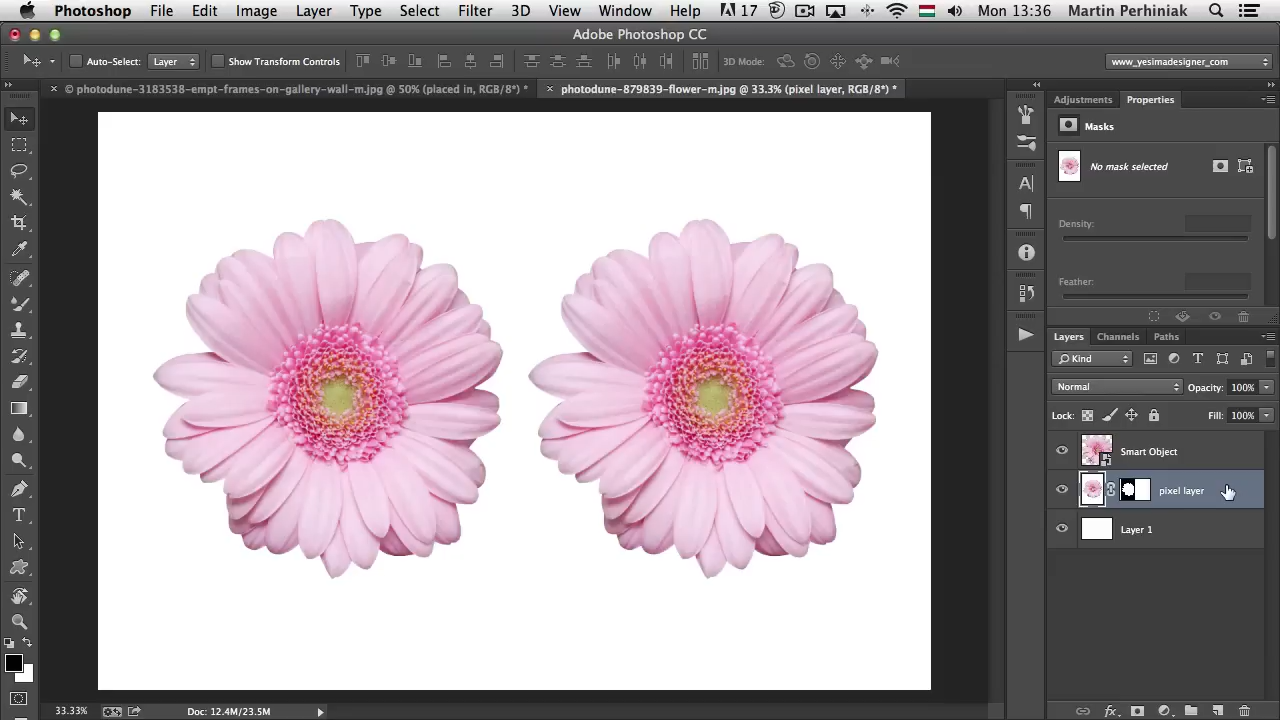 Photoshop File Edit Image Layer Type Select Filter 3D View Window Help 17 Mon 13:36 Martin Perhiniak
Adobe Photoshop CC
Auto-Select: Layer Show Transform Controls 3D Mode: www_yesimadesigner_com
© photodune-3183538-empt-frames-on-gallery-wall-m.jpg @ 50% (placed in, RGB/8*) * photodune-879839-flower-m.jpg @ 33.3% (pixel layer, RGB/8*) *
Adjustments Properties
Masks
No mask selected
Density:
Feather:
Layers Channels Paths
Kind
Normal Opacity: 100%
Lock: Fill: 100%
Smart Object
pixel layer
Layer 1
33.33% Doc: 12.4M/23.5M